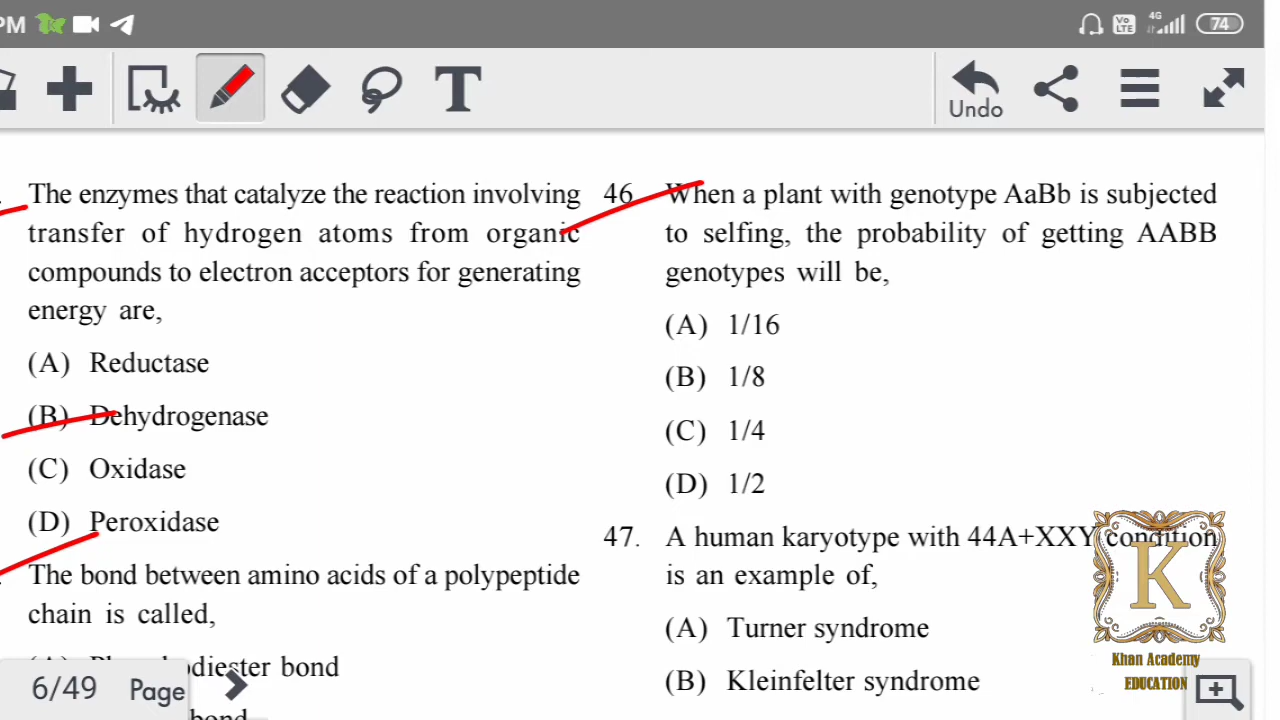 PM
4G
Vo
LTE
74
T
Undo
The enzymes that catalyze the reaction involving
transfer of hydrogen atoms from organic
compounds to electron acceptors for generating
energy are,
(A) Reductase
(B) Dehydrogenase
(C) Oxidase
(D) Peroxidase
The bond between amino acids of a polypeptide
chain is called,
bond
46
When a plant with genotype AaBb is subjected
to selfing, the probability of getting AABB
genotypes will be,
(A) 1/16
(B) 1/8
(C) 1/4
(D) 1/2
47. A human karyotype with 44A+XXY condition
is an example of,
(A) Turner syndrome
(B) Kleinfelter syndrome
K
Khan Academy
EDUCATION
6/49 Page